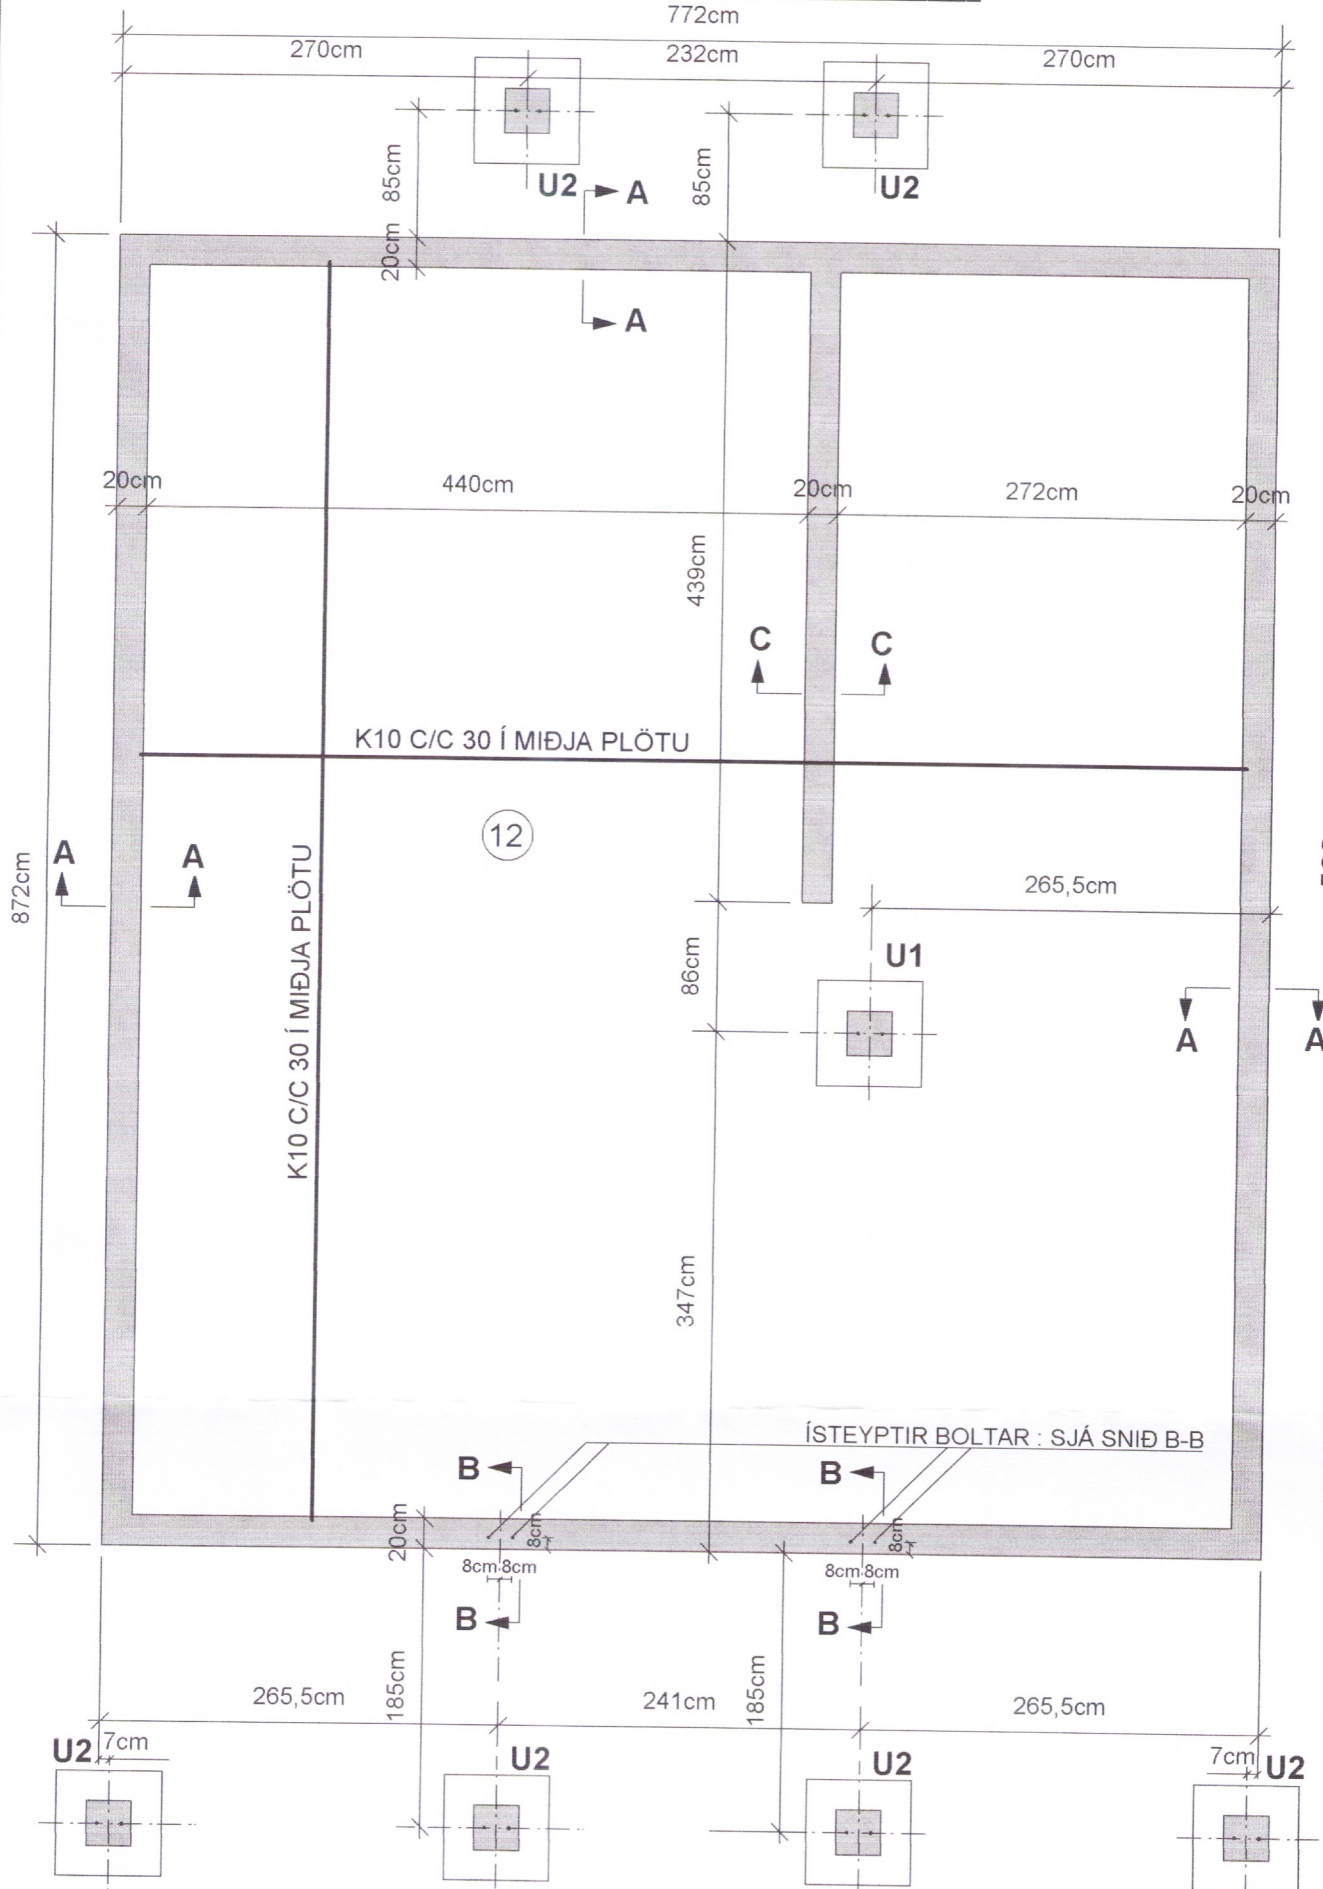 772cm
270cm
232cm
270cm
85cm
85cm
U2
A
U2
20cm
A
20cm
440cm
20cm
272cm
20cm
439cm
C
C
K10 C/C 30 Í MIÐJA PLÖTU
12
872cm
A
A
K10 C/C 30 Í MIÐJA PLÖTU
265,5cm
U1
86cm
A
A
347cm
ÍSTEYPTIR BOLTAR : SJÁ SNIÐ B-B
B
B
20cm
8cm
8cm
8cm 8cm
8cm 8cm
B
B
185cm
185cm
265,5cm
241cm
265,5cm
U2
7cm
U2
U2
7cm
U2